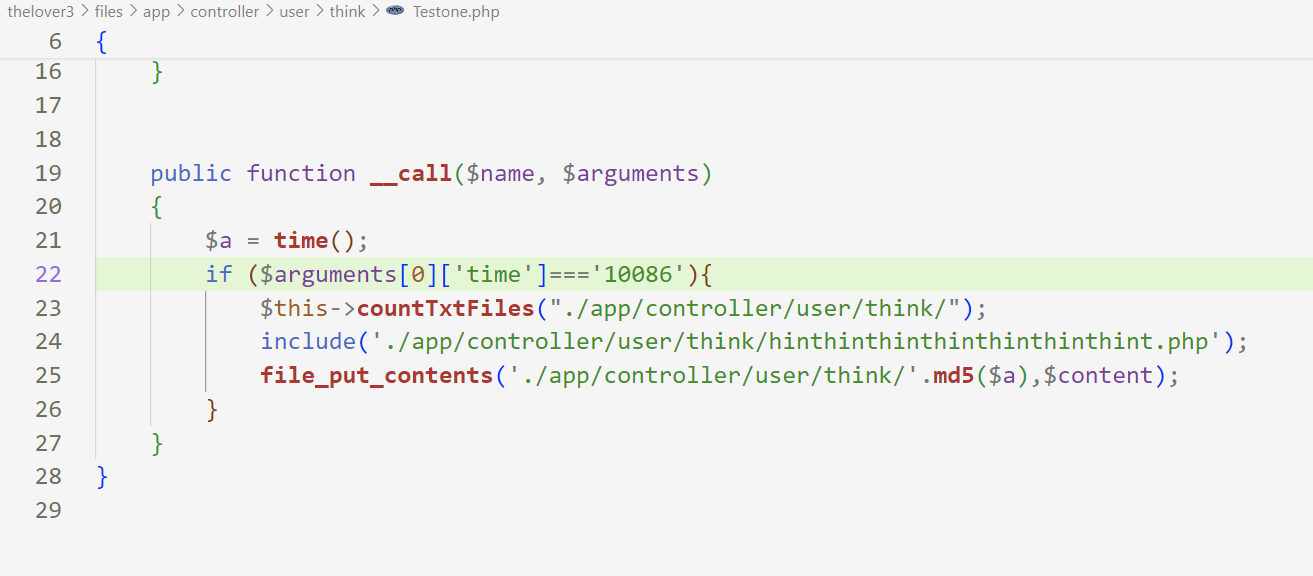 thelover3 > files > app > controller > user > think > php Testone.php
6 {
16 }
17
18
19 public function __call($name, $arguments)
20 {
21 $a = time();
22 if ($arguments[0]['time']==='10086'){
23 $this->countTxtFiles("./app/controller/user/think/");
24 include('./app/controller/user/think/hinthinthinthinthinthinthint.php');
25 file_put_contents('./app/controller/user/think/'.md5($a),$content);
26 }
27 }
28 }
29